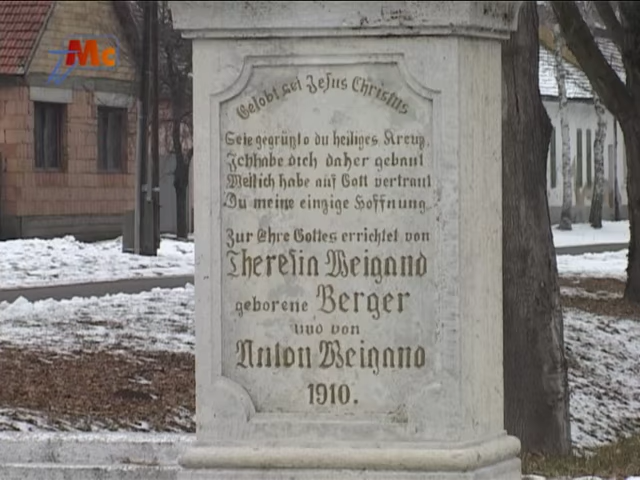 Mc
Gelobt sei Jesus Christus
Seie gegrüßt o du heiliges Kreuz,
Ich habe dich daher gebaut
Weil ich habe auf Gott vertraut
Du meine einzige Hoffnung.
Zur Ehre Gottes errichtet von
Theresia Weigand
geborene Berger
und von
Anton Weigand
1910.